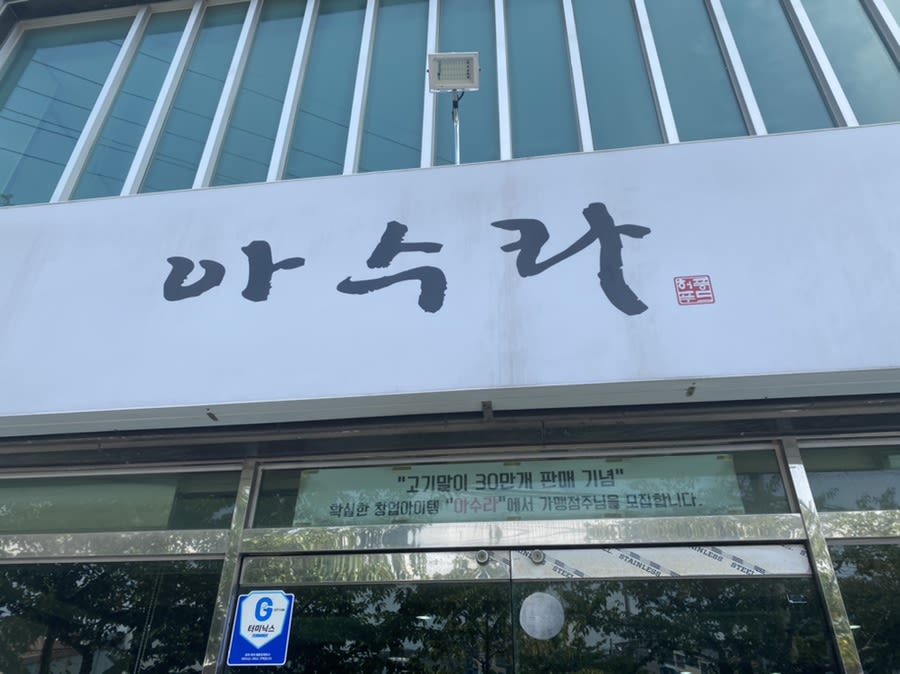 아수라
"고기말이 30만개 판매 기념"
확실한 창업아이템 "아수라"에서 가맹점주님을 모집합니다.
STAINLESS STEEL STAINLESS STEEL
G
터미닉스